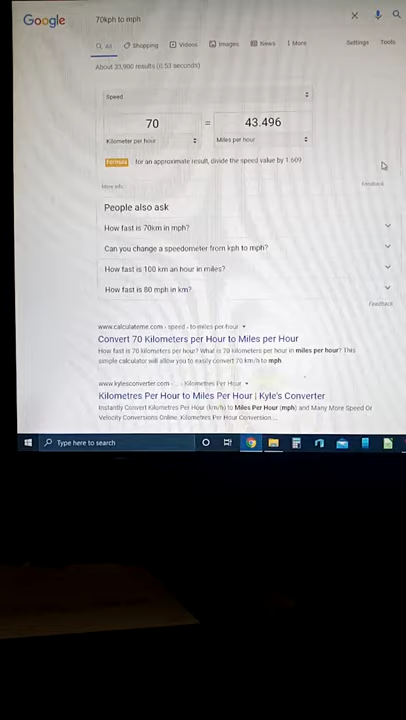 Google
70kph to mph
All
Shopping
Videos
Images
News
More
Settings
Tools
About 33,900 results (0.53 seconds)
Speed
70
=
43.496
Kilometer per hour
Miles per hour
Formula for an approximate result, divide the speed value by 1.609
More info
Feedback
People also ask
How fast is 70km in mph?
Can you change a speedometer from kph to mph?
How fast is 100 km an hour in miles?
How fast is 80 mph in km?
Feedback
www.calculateme.com › speed › to-miles-per-hour
Convert 70 Kilometers per Hour to Miles per Hour
How fast is 70 kilometers per hour? What is 70 kilometers per hour in miles per hour? This
simple calculator will allow you to easily convert 70 km/h to mph.
www.kylesconverter.com › ... › Kilometres Per Hour
Kilometres Per Hour to Miles Per Hour | Kyle's Converter
Instantly Convert Kilometres Per Hour (km/h) to Miles Per Hour (mph) and Many More Speed Or
Velocity Conversions Online. Kilometres Per Hour Conversion ...
Type here to search